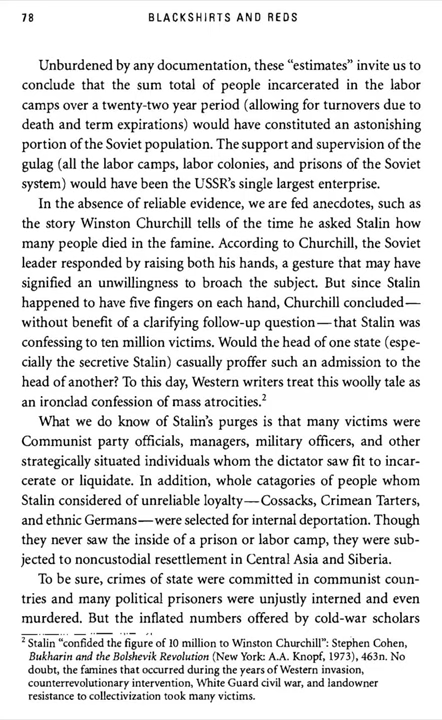 78 BLACKSHIRTS AND REDS
Unburdened by any documentation, these “estimates” invite us to
conclude that the sum total of people incarcerated in the labor
camps over a twenty-two year period (allowing for turnovers due to
death and term expirations) would have constituted an astonishing
portion of the Soviet population. The support and supervision of the
gulag (all the labor camps, labor colonies, and prisons of the Soviet
system) would have been the USSR’s single largest enterprise.
In the absence of reliable evidence, we are fed anecdotes, such as
the story Winston Churchill tells of the time he asked Stalin how
many people died in the famine. According to Churchill, the Soviet
leader responded by raising both his hands, a gesture that may have
signified an unwillingness to broach the subject. But since Stalin
happened to have five fingers on each hand, Churchill concluded—
without benefit of a clarifying follow-up question—that Stalin was
confessing to ten million victims. Would the head of one state (espe-
cially the secretive Stalin) casually proffer such an admission to the
head of another? To this day, Western writers treat this woolly tale as
an ironclad confession of mass atrocities.²
What we do know of Stalin’s purges is that many victims were
Communist party officials, managers, military officers, and other
strategically situated individuals whom the dictator saw fit to incar-
cerate or liquidate. In addition, whole catagories of people whom
Stalin considered of unreliable loyalty—Cossacks, Crimean Tarters,
and ethnic Germans—were selected for internal deportation. Though
they never saw the inside of a prison or labor camp, they were sub-
jected to noncustodial resettlement in Central Asia and Siberia.
To be sure, crimes of state were committed in communist coun-
tries and many political prisoners were unjustly interned and even
murdered. But the inflated numbers offered by cold-war scholars
² Stalin “confided the figure of 10 million to Winston Churchill”: Stephen Cohen,
Bukharin and the Bolshevik Revolution (New York: A.A. Knopf, 1973), 463n. No
doubt, the famines that occurred during the years of Western invasion,
counterrevolutionary intervention, White Guard civil war, and landowner
resistance to collectivization took many victims.